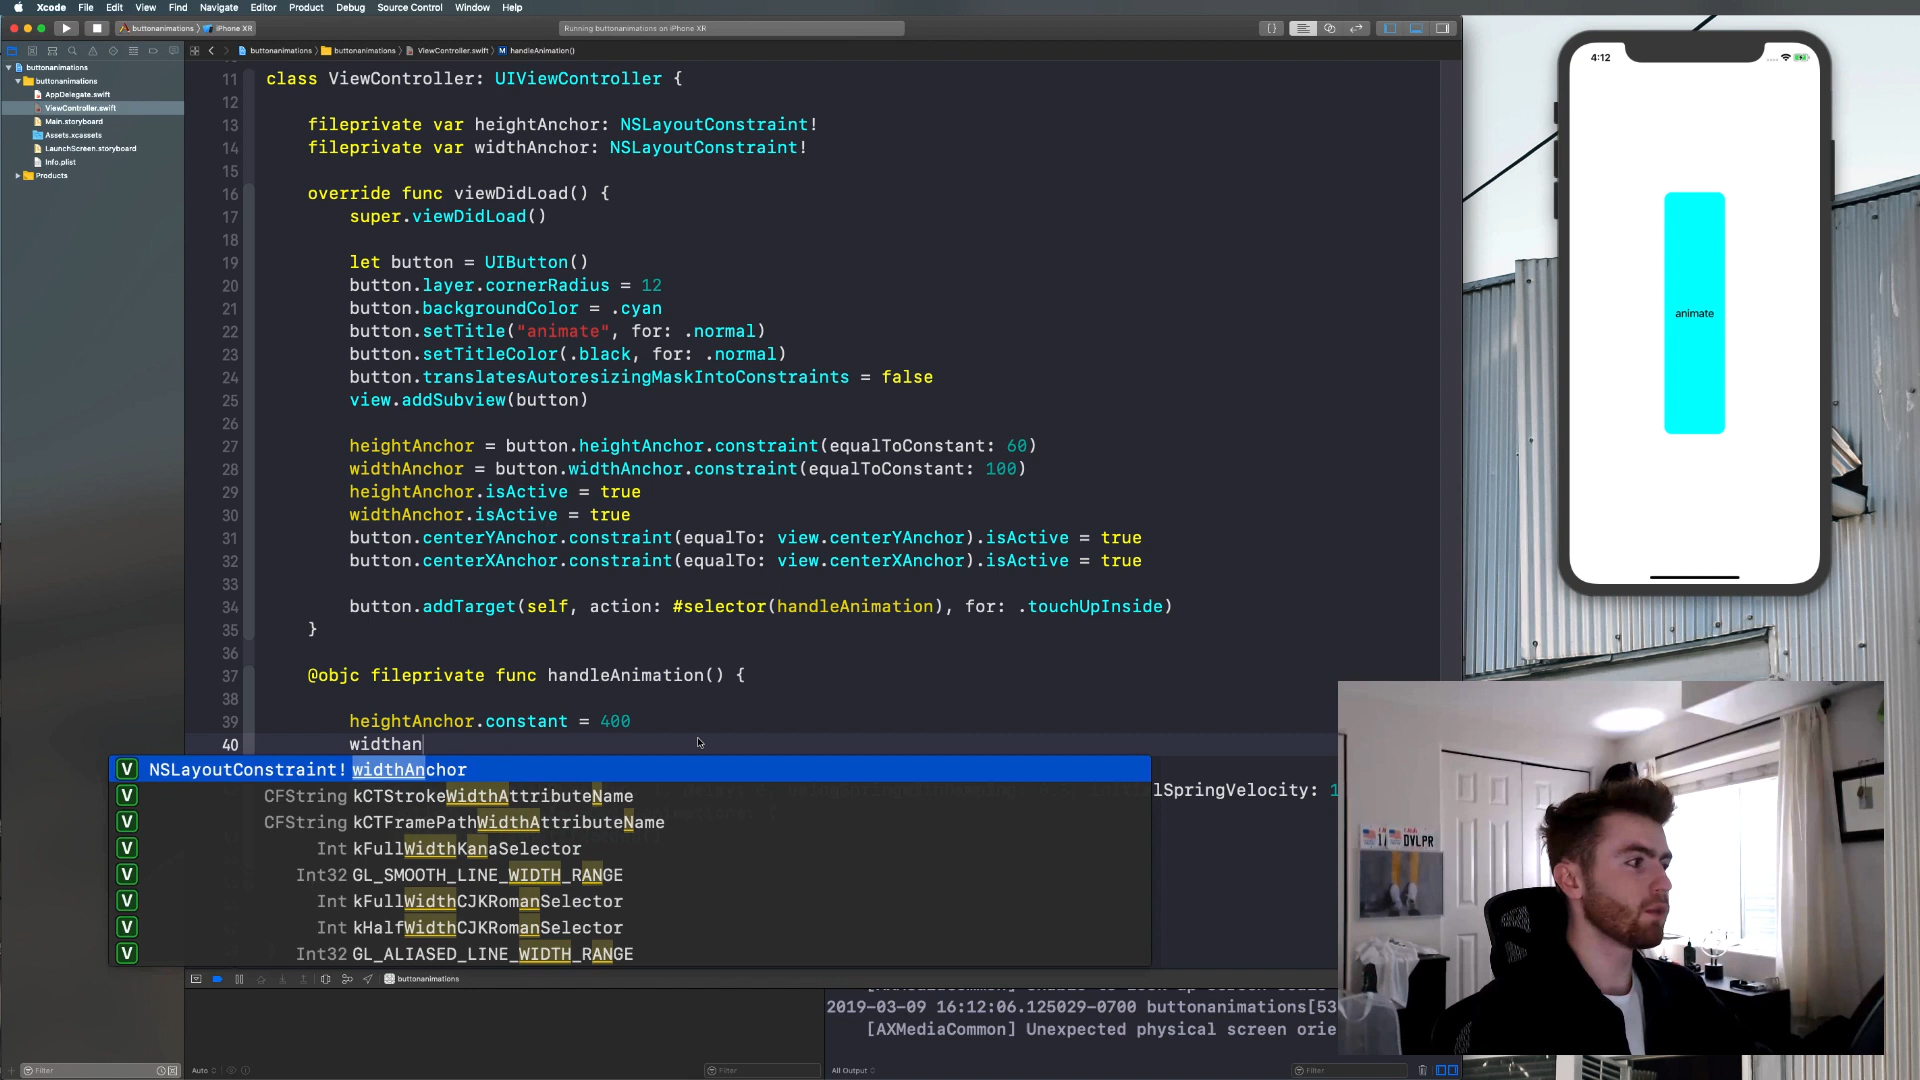 Xcode File Edit View Find Navigate Editor Product Debug Source Control Window Help
buttonanimations iPhone XR
Running buttonanimations on iPhone XR
buttonanimations buttonanimations ViewController.swift M handleAnimation()
buttonanimations
buttonanimations
AppDelegate.swift
ViewController.swift
Main.storyboard
Assets.xcassets
LaunchScreen.storyboard
Info.plist
Products
11 class ViewController: UIViewController {
12
13 fileprivate var heightAnchor: NSLayoutConstraint!
14 fileprivate var widthAnchor: NSLayoutConstraint!
15
16 override func viewDidLoad() {
17 super.viewDidLoad()
18
19 let button = UIButton()
20 button.layer.cornerRadius = 12
21 button.backgroundColor = .cyan
22 button.setTitle("animate", for: .normal)
23 button.setTitleColor(.black, for: .normal)
24 button.translatesAutoresizingMaskIntoConstraints = false
25 view.addSubview(button)
26
27 heightAnchor = button.heightAnchor.constraint(equalToConstant: 60)
28 widthAnchor = button.widthAnchor.constraint(equalToConstant: 100)
29 heightAnchor.isActive = true
30 widthAnchor.isActive = true
31 button.centerYAnchor.constraint(equalTo: view.centerYAnchor).isActive = true
32 button.centerXAnchor.constraint(equalTo: view.centerXAnchor).isActive = true
33
34 button.addTarget(self, action: #selector(handleAnimation), for: .touchUpInside)
35 }
36
37 @objc fileprivate func handleAnimation() {
38
39 heightAnchor.constant = 400
40 widthan
V NSLayoutConstraint! widthAnchor
V CFString kCTStrokeWidthAttributeName
lSpringVelocity: 1
V CFString kCTFramePathWidthAttributeName
V Int kFullWidthKanaSelector
V Int32 GL_SMOOTH_LINE_WIDTH_RANGE
V Int kFullWidthCJKRomanSelector
V Int kHalfWidthCJKRomanSelector
V Int32 GL_ALIASED_LINE_WIDTH_RANGE
buttonanimations
2019-03-09 16:12:06.125029-0700 buttonanimations[53
[AXMediaCommon] Unexpected physical screen orie
Filter
Auto
Filter
All Output
Filter
4:12
animate
DVLPR